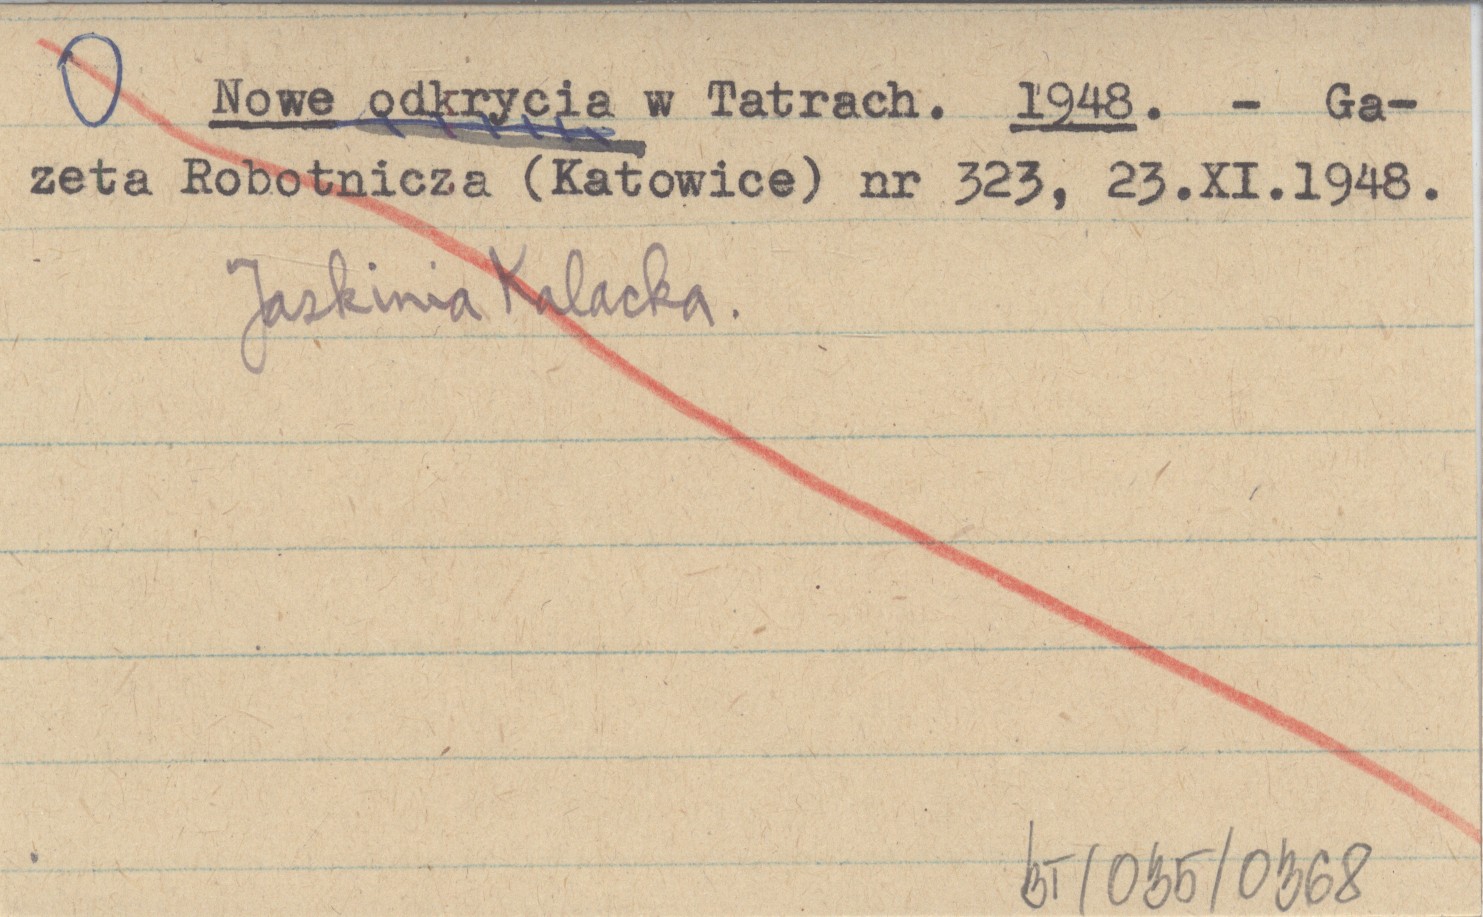 Nowe odkrycia w Tatrach. 1948. - Ga-
zeta Robotnicza (Katowice) nr 323, 23.XI.1948.
Jaskinia Kalacka.
BT/035/0368